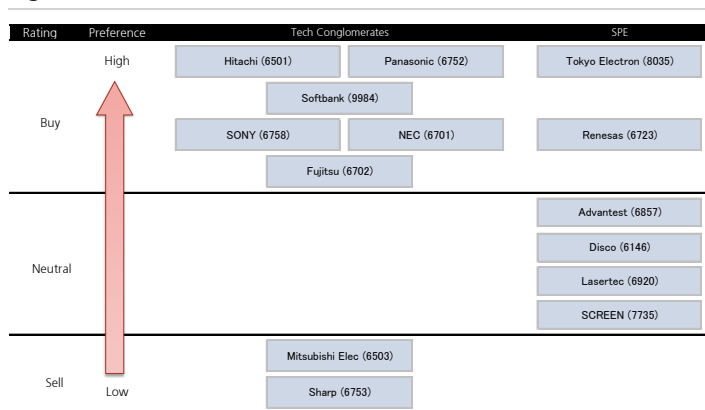 Rating Preference Tech Conglomerates SPE
High
Hitachi (6501) Panasonic (6752) Tokyo Electron (8035)
Softbank (9984)
Buy
SONY (6758) NEC (6701) Renesas (6723)
Fujitsu (6702)
Advantest (6857)
Disco (6146)
Neutral
Lasertec (6920)
SCREEN (7735)
Mitsubishi Elec (6503)
Sell
Low
Sharp (6753)